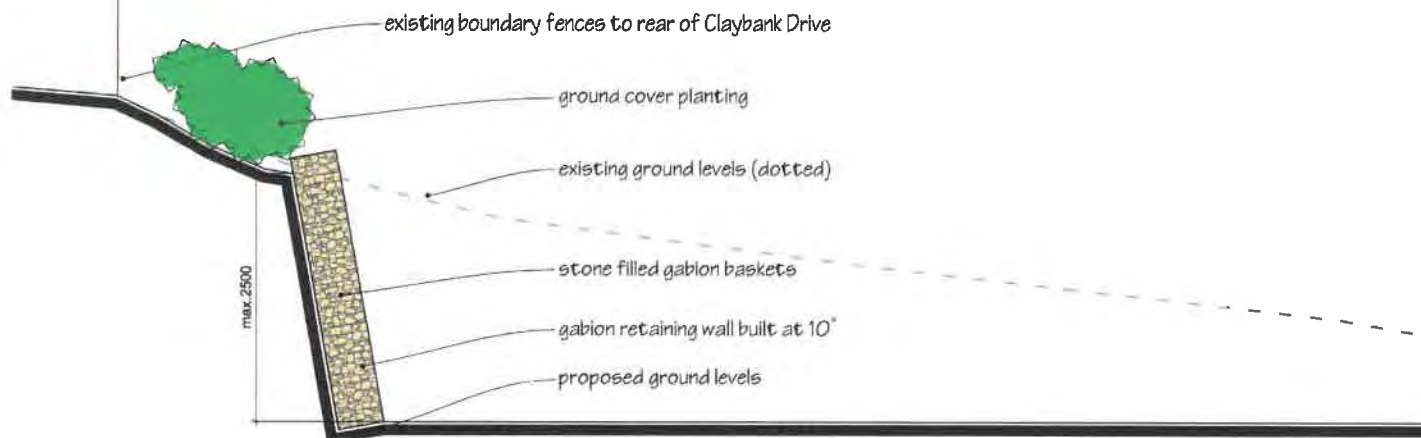 existing boundary fences to rear of Claybank Drive
ground cover planting
existing ground levels (dotted)
stone filled gabion baskets
max.2500
gabion retaining wall built at 10°
proposed ground levels